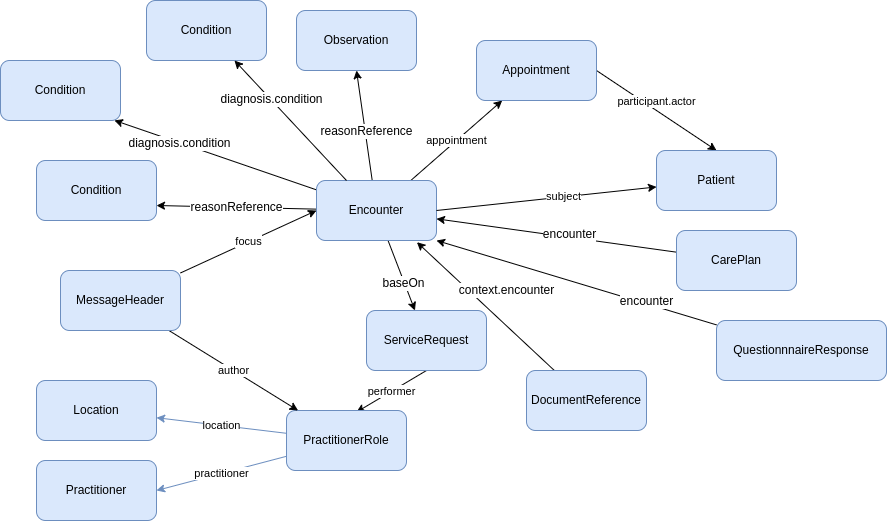 Condition
Observation
Appointment
Condition
diagnosis.condition
participant.actor
reasonReference
appointment
diagnosis.condition
Condition
Patient
subject
reasonReference
Encounter
encounter
focus
CarePlan
baseOn
context.encounter
MessageHeader
encounter
ServiceRequest
QuestionnnaireResponse
author
performer
DocumentReference
Location
location
PractitionerRole
practitioner
Practitioner